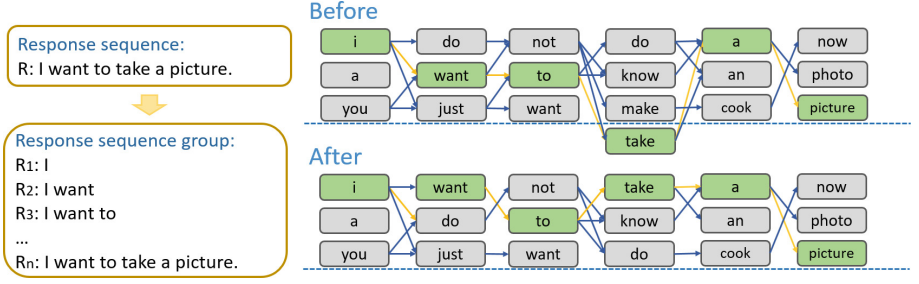 Response sequence:
R: I want to take a picture.
Response sequence group:
R1: I
R2: I want
R3: I want to
...
Rn: I want to take a picture.
Before
i do not do a now
a want to know an photo
you just want make cook picture
take
After
i want not take a now
a do to know an photo
you just want do cook picture